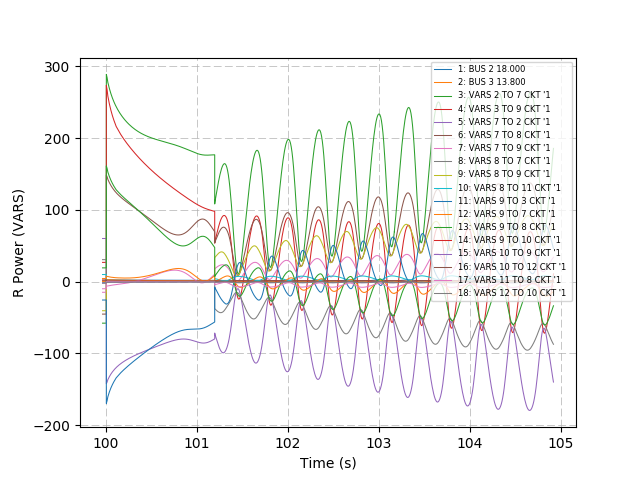 300
200
100
0
−100
−200
R Power (VARS)
100
101
102
103
104
105
Time (s)
1: BUS 2 18.000
2: BUS 3 13.800
3: VARS 2 TO 7 CKT '1
4: VARS 3 TO 9 CKT '1
5: VARS 7 TO 2 CKT '1
6: VARS 7 TO 8 CKT '1
7: VARS 7 TO 9 CKT '1
8: VARS 8 TO 7 CKT '1
9: VARS 8 TO 9 CKT '1
10: VARS 8 TO 11 CKT '1
11: VARS 9 TO 3 CKT '1
12: VARS 9 TO 7 CKT '1
13: VARS 9 TO 8 CKT '1
14: VARS 9 TO 10 CKT '1
15: VARS 10 TO 9 CKT '1
16: VARS 10 TO 12 CKT '1
17: VARS 11 TO 8 CKT '1
18: VARS 12 TO 10 CKT '1